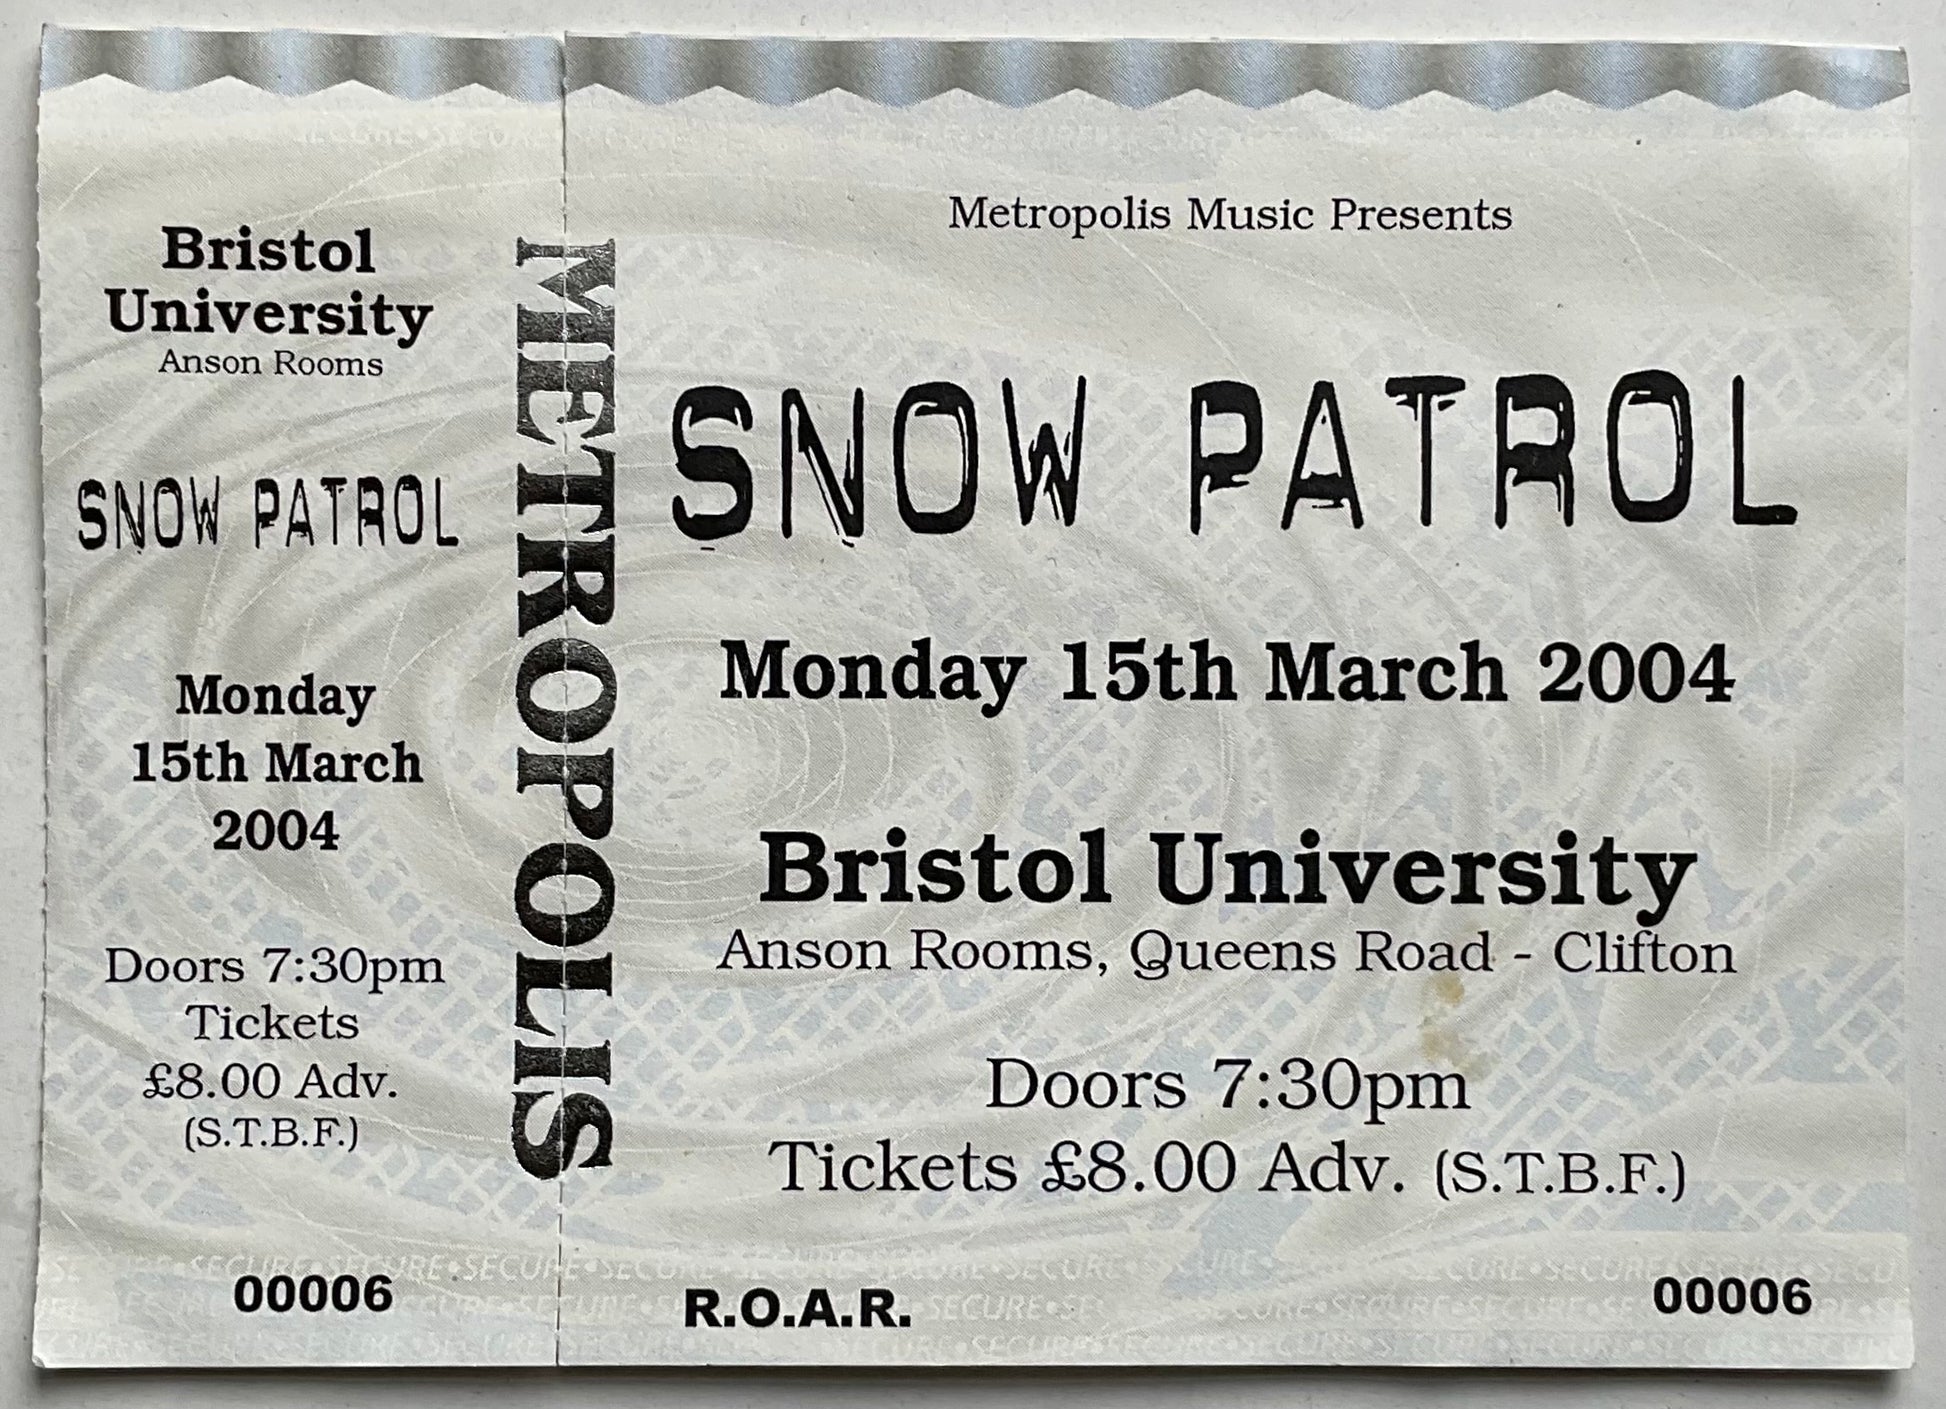 Bristol
University
Anson Rooms
SNOW PATROL
Monday
15th March
2004
Doors 7:30pm
Tickets
£8.00 Adv.
(S.T.B.F.)
00006
METROPOLIS
Metropolis Music Presents
SNOW PATROL
Monday 15th March 2004
Bristol University
Anson Rooms, Queens Road - Clifton
Doors 7:30pm
Tickets £8.00 Adv. (S.T.B.F.)
R.O.A.R.
00006